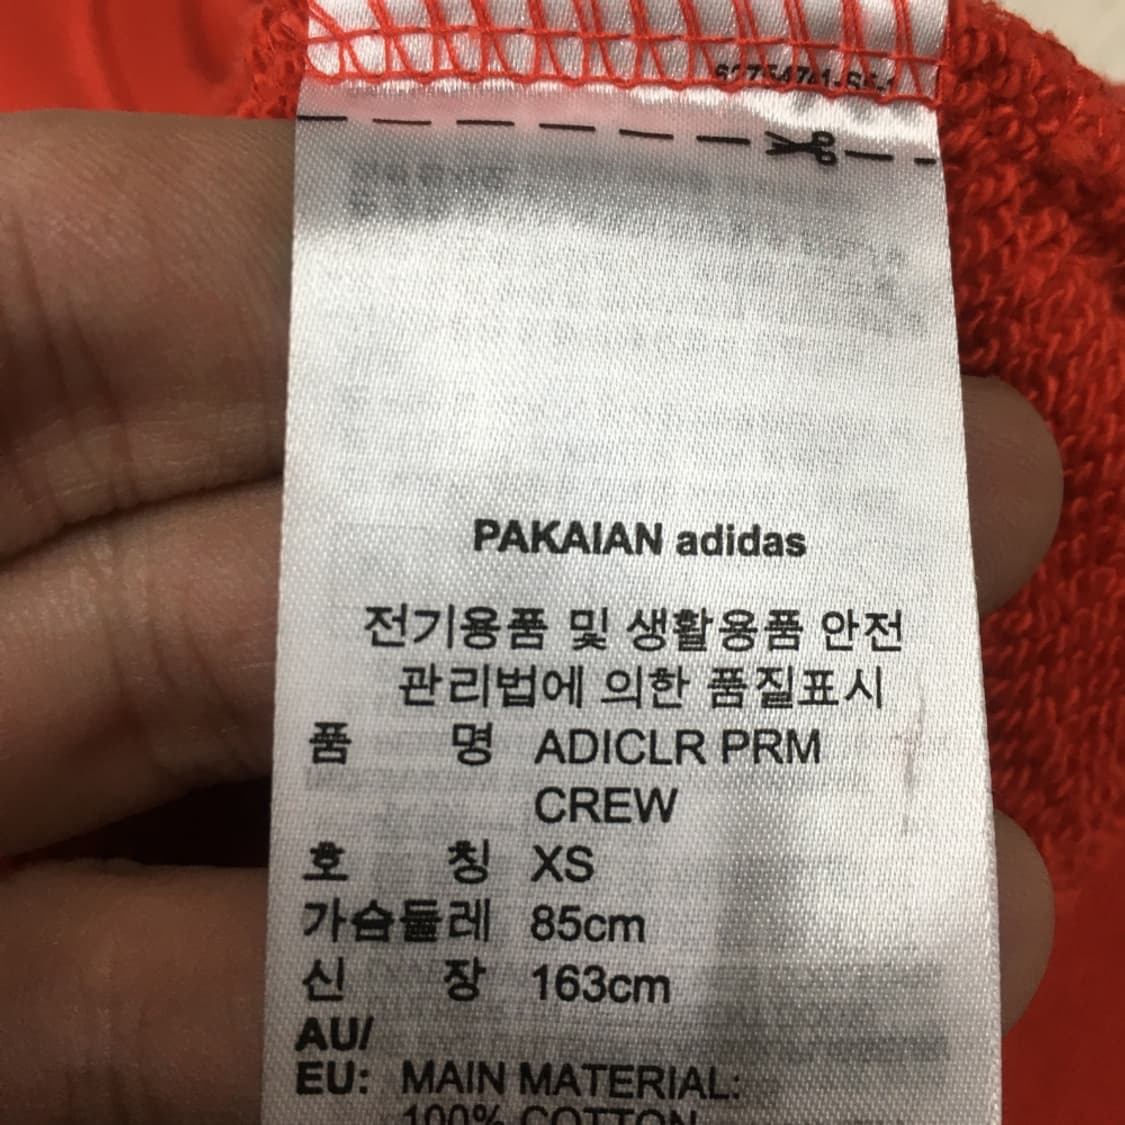 PAKAIAN adidas
전기용품 및 생활용품 안전
관리법에 의한 품질표시
품 명 ADICLR PRM
CREW
호 칭 XS
가슴둘레 85cm
신 장 163cm
AU/
EU: MAIN MATERIAL:
100% COTTON